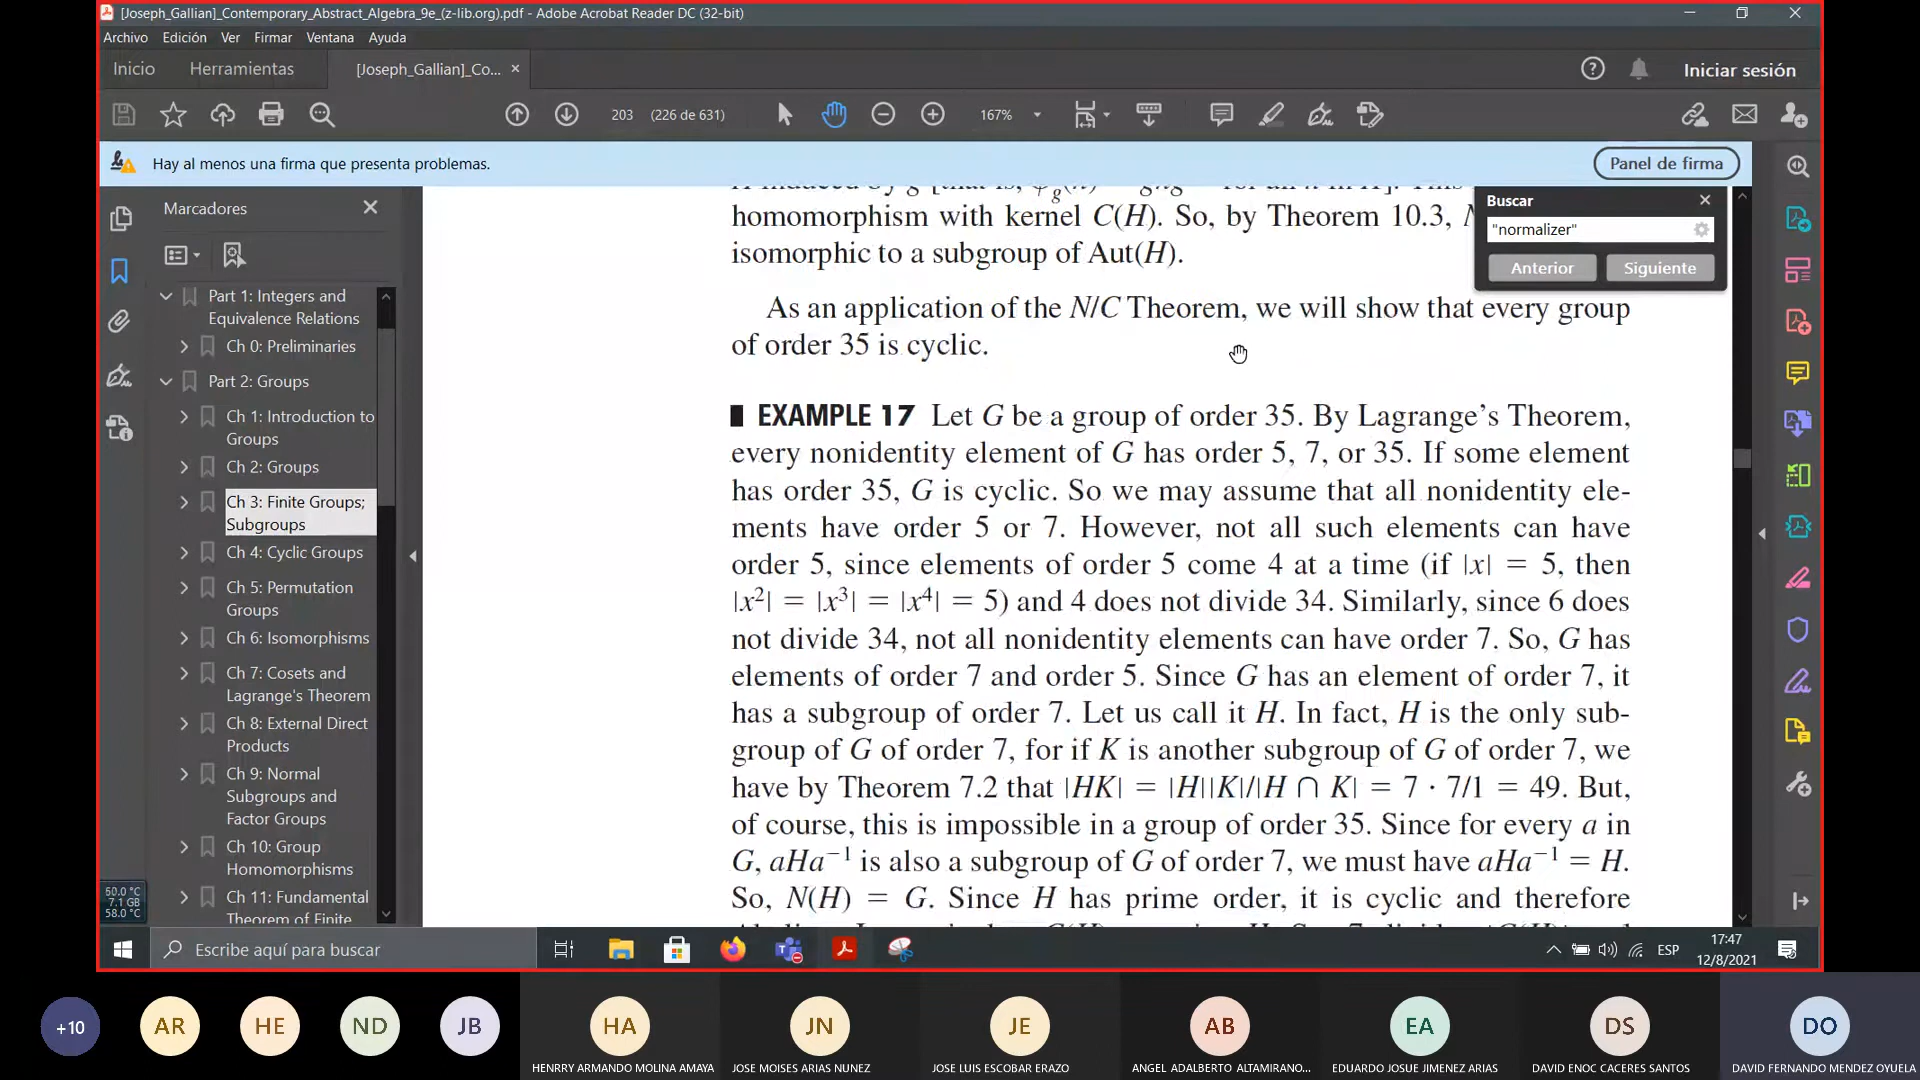 [Joseph_Gallian]_Contemporary_Abstract_Algebra_9e_(z-lib.org).pdf - Adobe Acrobat Reader DC (32-bit)
Archivo Edición Ver Firmar Ventana Ayuda
Inicio Herramientas [Joseph_Gallian]_Co... × Iniciar sesión
203 (226 de 631) 167%
Hay al menos una firma que presenta problemas. Panel de firma
Marcadores
Part 1: Integers and
Equivalence Relations
Ch 0: Preliminaries
Part 2: Groups
Ch 1: Introduction to
Groups
Ch 2: Groups
Ch 3: Finite Groups;
Subgroups
Ch 4: Cyclic Groups
Ch 5: Permutation
Groups
Ch 6: Isomorphisms
Ch 7: Cosets and
Lagrange's Theorem
Ch 8: External Direct
Products
Ch 9: Normal
Subgroups and
Factor Groups
Ch 10: Group
Homomorphisms
Ch 11: Fundamental
Theorem of Finite
50.0 °C
7.1 GB
58.0 °C
homomorphism with kernel C(H). So, by Theorem 10.3,
isomorphic to a subgroup of Aut(H).
As an application of the N/C Theorem, we will show that every group
of order 35 is cyclic.
EXAMPLE 17 Let G be a group of order 35. By Lagrange’s Theorem,
every nonidentity element of G has order 5, 7, or 35. If some element
has order 35, G is cyclic. So we may assume that all nonidentity ele-
ments have order 5 or 7. However, not all such elements can have
order 5, since elements of order 5 come 4 at a time (if |x| = 5, then
|x²| = |x³| = |x⁴| = 5) and 4 does not divide 34. Similarly, since 6 does
not divide 34, not all nonidentity elements can have order 7. So, G has
elements of order 7 and order 5. Since G has an element of order 7, it
has a subgroup of order 7. Let us call it H. In fact, H is the only sub-
group of G of order 7, for if K is another subgroup of G of order 7, we
have by Theorem 7.2 that |HK| = |H||K|/|H ∩ K| = 7 · 7/1 = 49. But,
of course, this is impossible in a group of order 35. Since for every a in
G, aHa⁻¹ is also a subgroup of G of order 7, we must have aHa⁻¹ = H.
So, N(H) = G. Since H has prime order, it is cyclic and therefore
Buscar
"normalizer"
Anterior Siguiente
Escribe aquí para buscar
ESP
17:47
12/8/2021
+10 AR HE ND JB HA JN JE AB EA DS DO
HENRRY ARMANDO MOLINA AMAYA
JOSE MOISES ARIAS NUNEZ
JOSE LUIS ESCOBAR ERAZO
ANGEL ADALBERTO ALTAMIRANO...
EDUARDO JOSUE JIMENEZ ARIAS
DAVID ENOC CACERES SANTOS
DAVID FERNANDO MENDEZ OYUELA